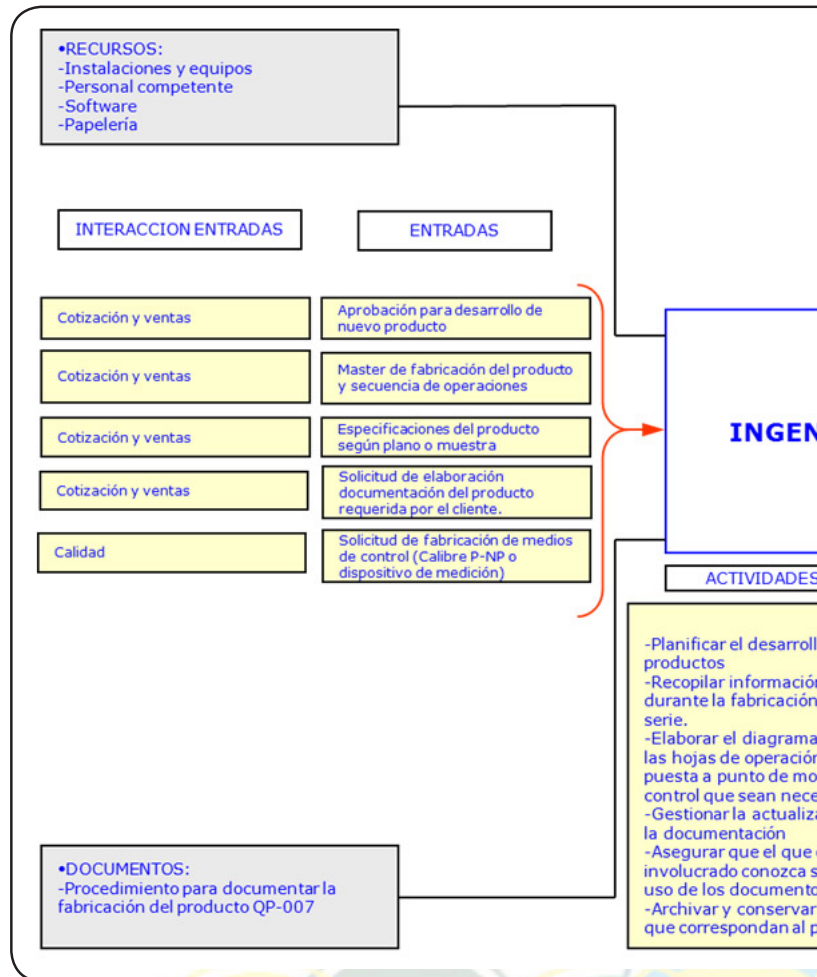 •RECURSOS:
-Instalaciones y equipos
-Personal competente
-Software
-Papelería
INTERACCION ENTRADAS
ENTRADAS
Cotización y ventas
Aprobación para desarrollo de
nuevo producto
Cotización y ventas
Master de fabricación del producto
y secuencia de operaciones
Cotización y ventas
Especificaciones del producto
según plano o muestra
Cotización y ventas
Solicitud de elaboración
documentación del producto
requerida por el cliente.
Calidad
Solicitud de fabricación de medios
de control (Calibre P-NP o
dispositivo de medición)
INGEN
ACTIVIDADES
-Planificar el desarroll
productos
-Recopilar información
durante la fabricación
serie.
-Elaborar el diagrama
las hojas de operación
puesta a punto de mo
control que sean nece
-Gestionar la actualiza
la documentación
-Asegurar que el que
involucrado conozca s
uso de los documento
-Archivar y conservar
que correspondan al p
•DOCUMENTOS:
-Procedimiento para documentar la
fabricación del producto QP-007